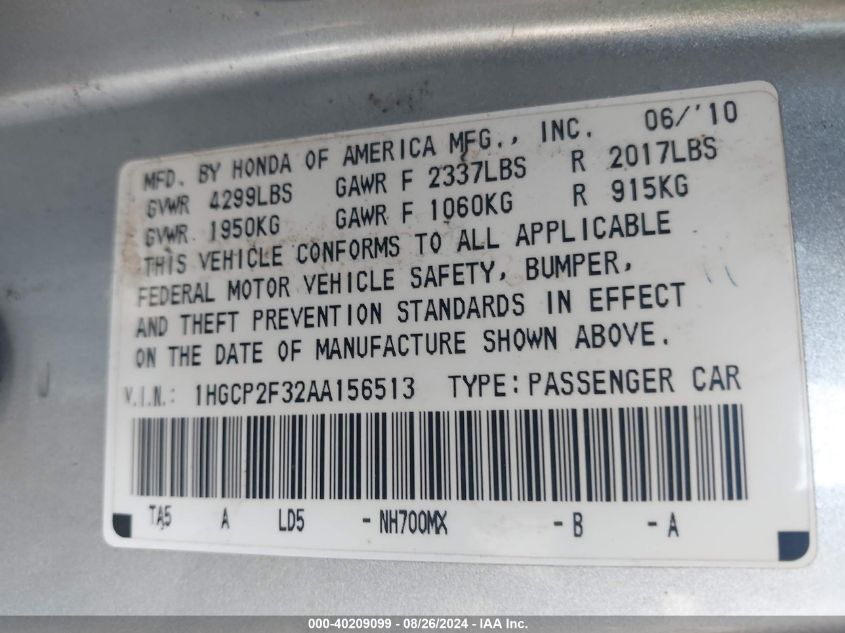 MFD. BY HONDA OF AMERICA MFG., INC. 06/'10
GVWR 4299LBS GAWR F 2337LBS R 2017LBS
GVWR 1950KG GAWR F 1060KG R 915KG
THIS VEHICLE CONFORMS TO ALL APPLICABLE
FEDERAL MOTOR VEHICLE SAFETY, BUMPER,
AND THEFT PREVENTION STANDARDS IN EFFECT
ON THE DATE OF MANUFACTURE SHOWN ABOVE.
V.I.N.: 1HGCP2F32AA156513 TYPE:PASSENGER CAR
TA5 A LD5 -NH700MX -B -A
000-40209099 - 08/26/2024 - IAA Inc.